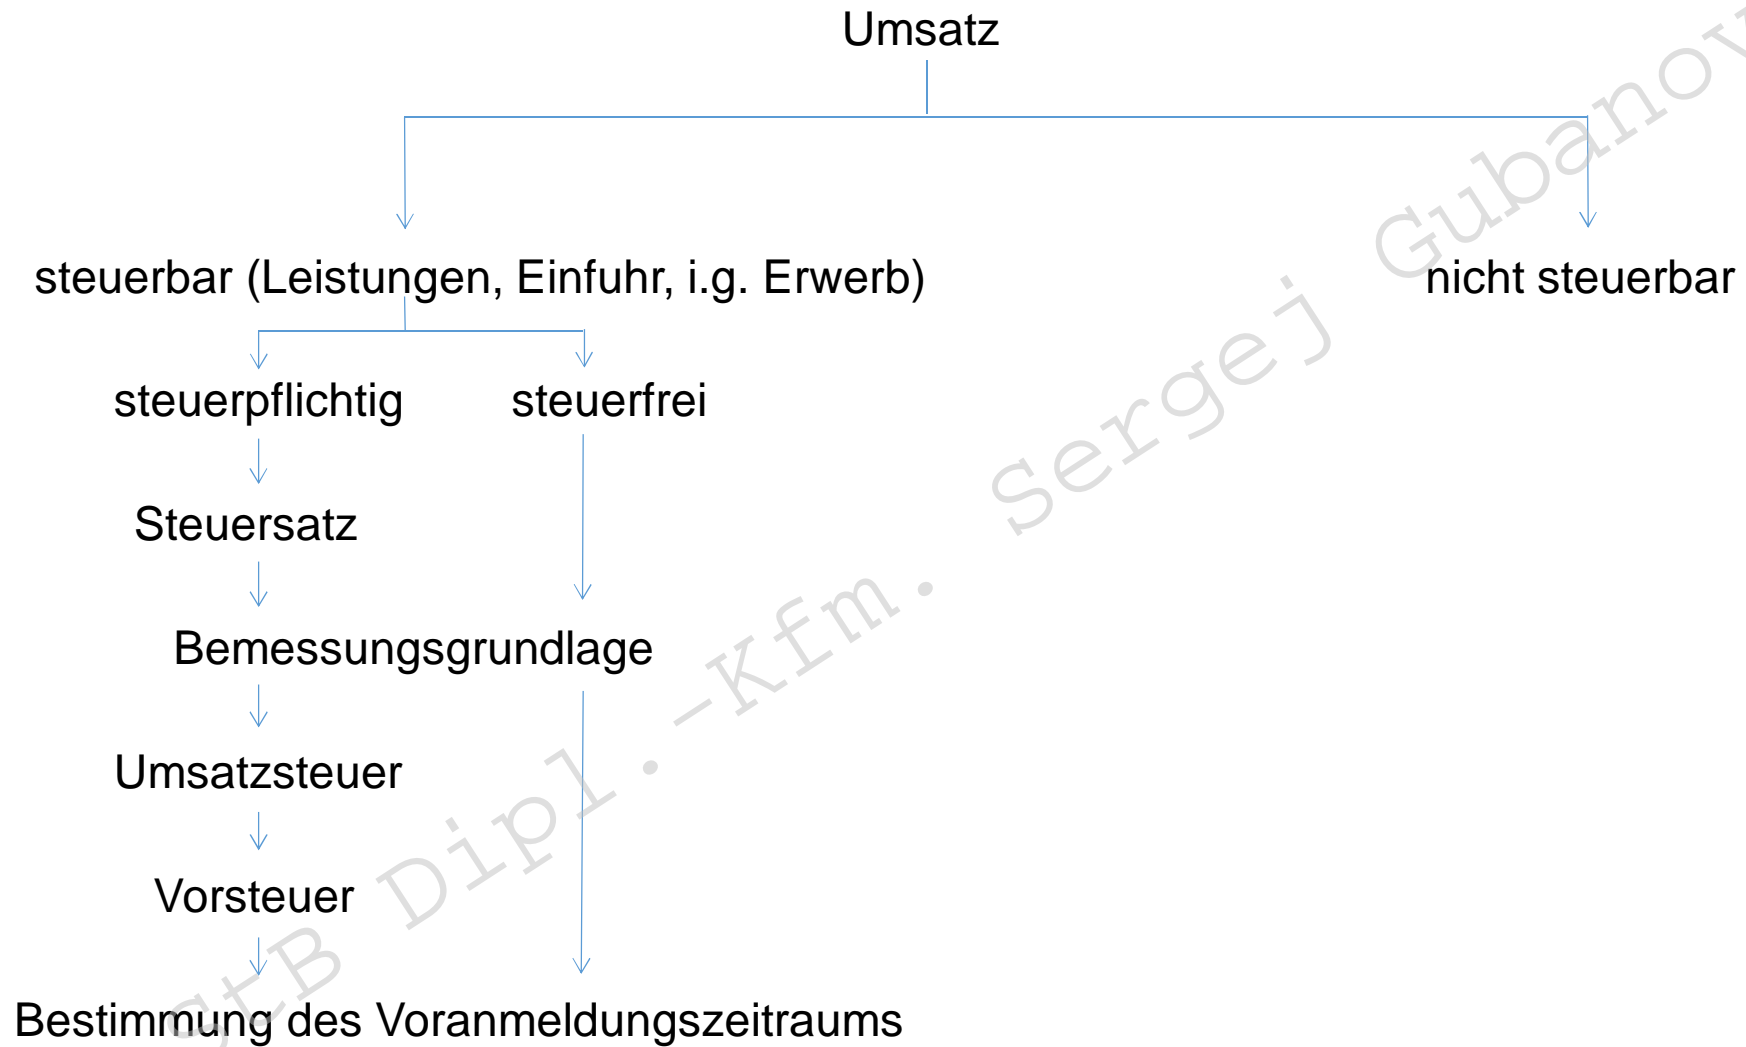 Umsatz
steuerbar (Leistungen, Einfuhr, i.g. Erwerb)
nicht steuerbar
steuerpflichtig
steuerfrei
Steuersatz
Bemessungsgrundlage
Umsatzsteuer
Vorsteuer
Bestimmung des Voranmeldungszeitraums
StB Dipl.-Kfm. Sergej Gubanov